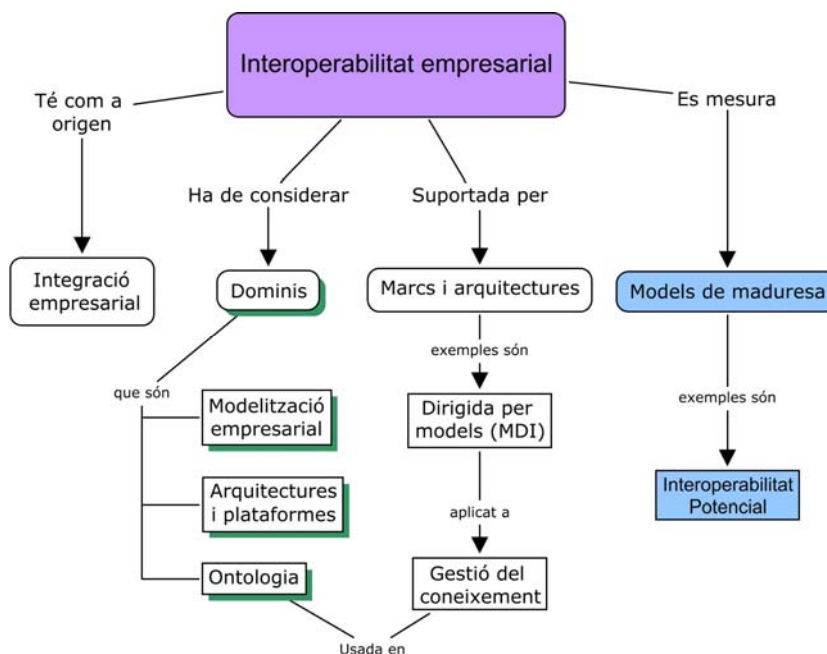 Interoperabilitat empresarial
Té com a
origen
Es mesura
Ha de considerar
Suportada per
Integració
empresarial
Dominis
Marcs i arquitectures
Models de maduresa
que són
exemples són
exemples són
Modelització
empresarial
Dirigida per
models (MDI)
Interoperabilitat
Potencial
Arquitectures
i plataformes
aplicat a
Ontologia
Gestió del
coneixement
Usada en